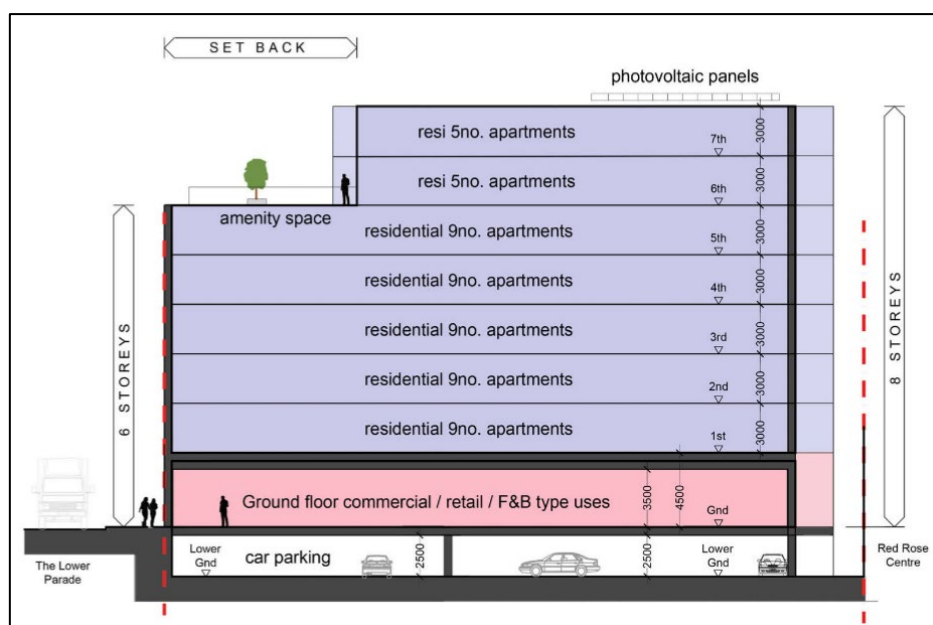 SET BACK
photovoltaic panels
resi 5no. apartments
7th
3000
resi 5no. apartments
6th
3000
amenity space
residential 9no. apartments
5th
3000
residential 9no. apartments
4th
3000
residential 9no. apartments
3rd
3000
residential 9no. apartments
2nd
3000
residential 9no. apartments
1st
3000
6 STOREYS
8 STOREYS
Ground floor commercial / retail / F&B type uses
3500
4500
Gnd
The Lower
Parade
Lower
Gnd
car parking
2500
2500
Lower
Gnd
Red Rose
Centre